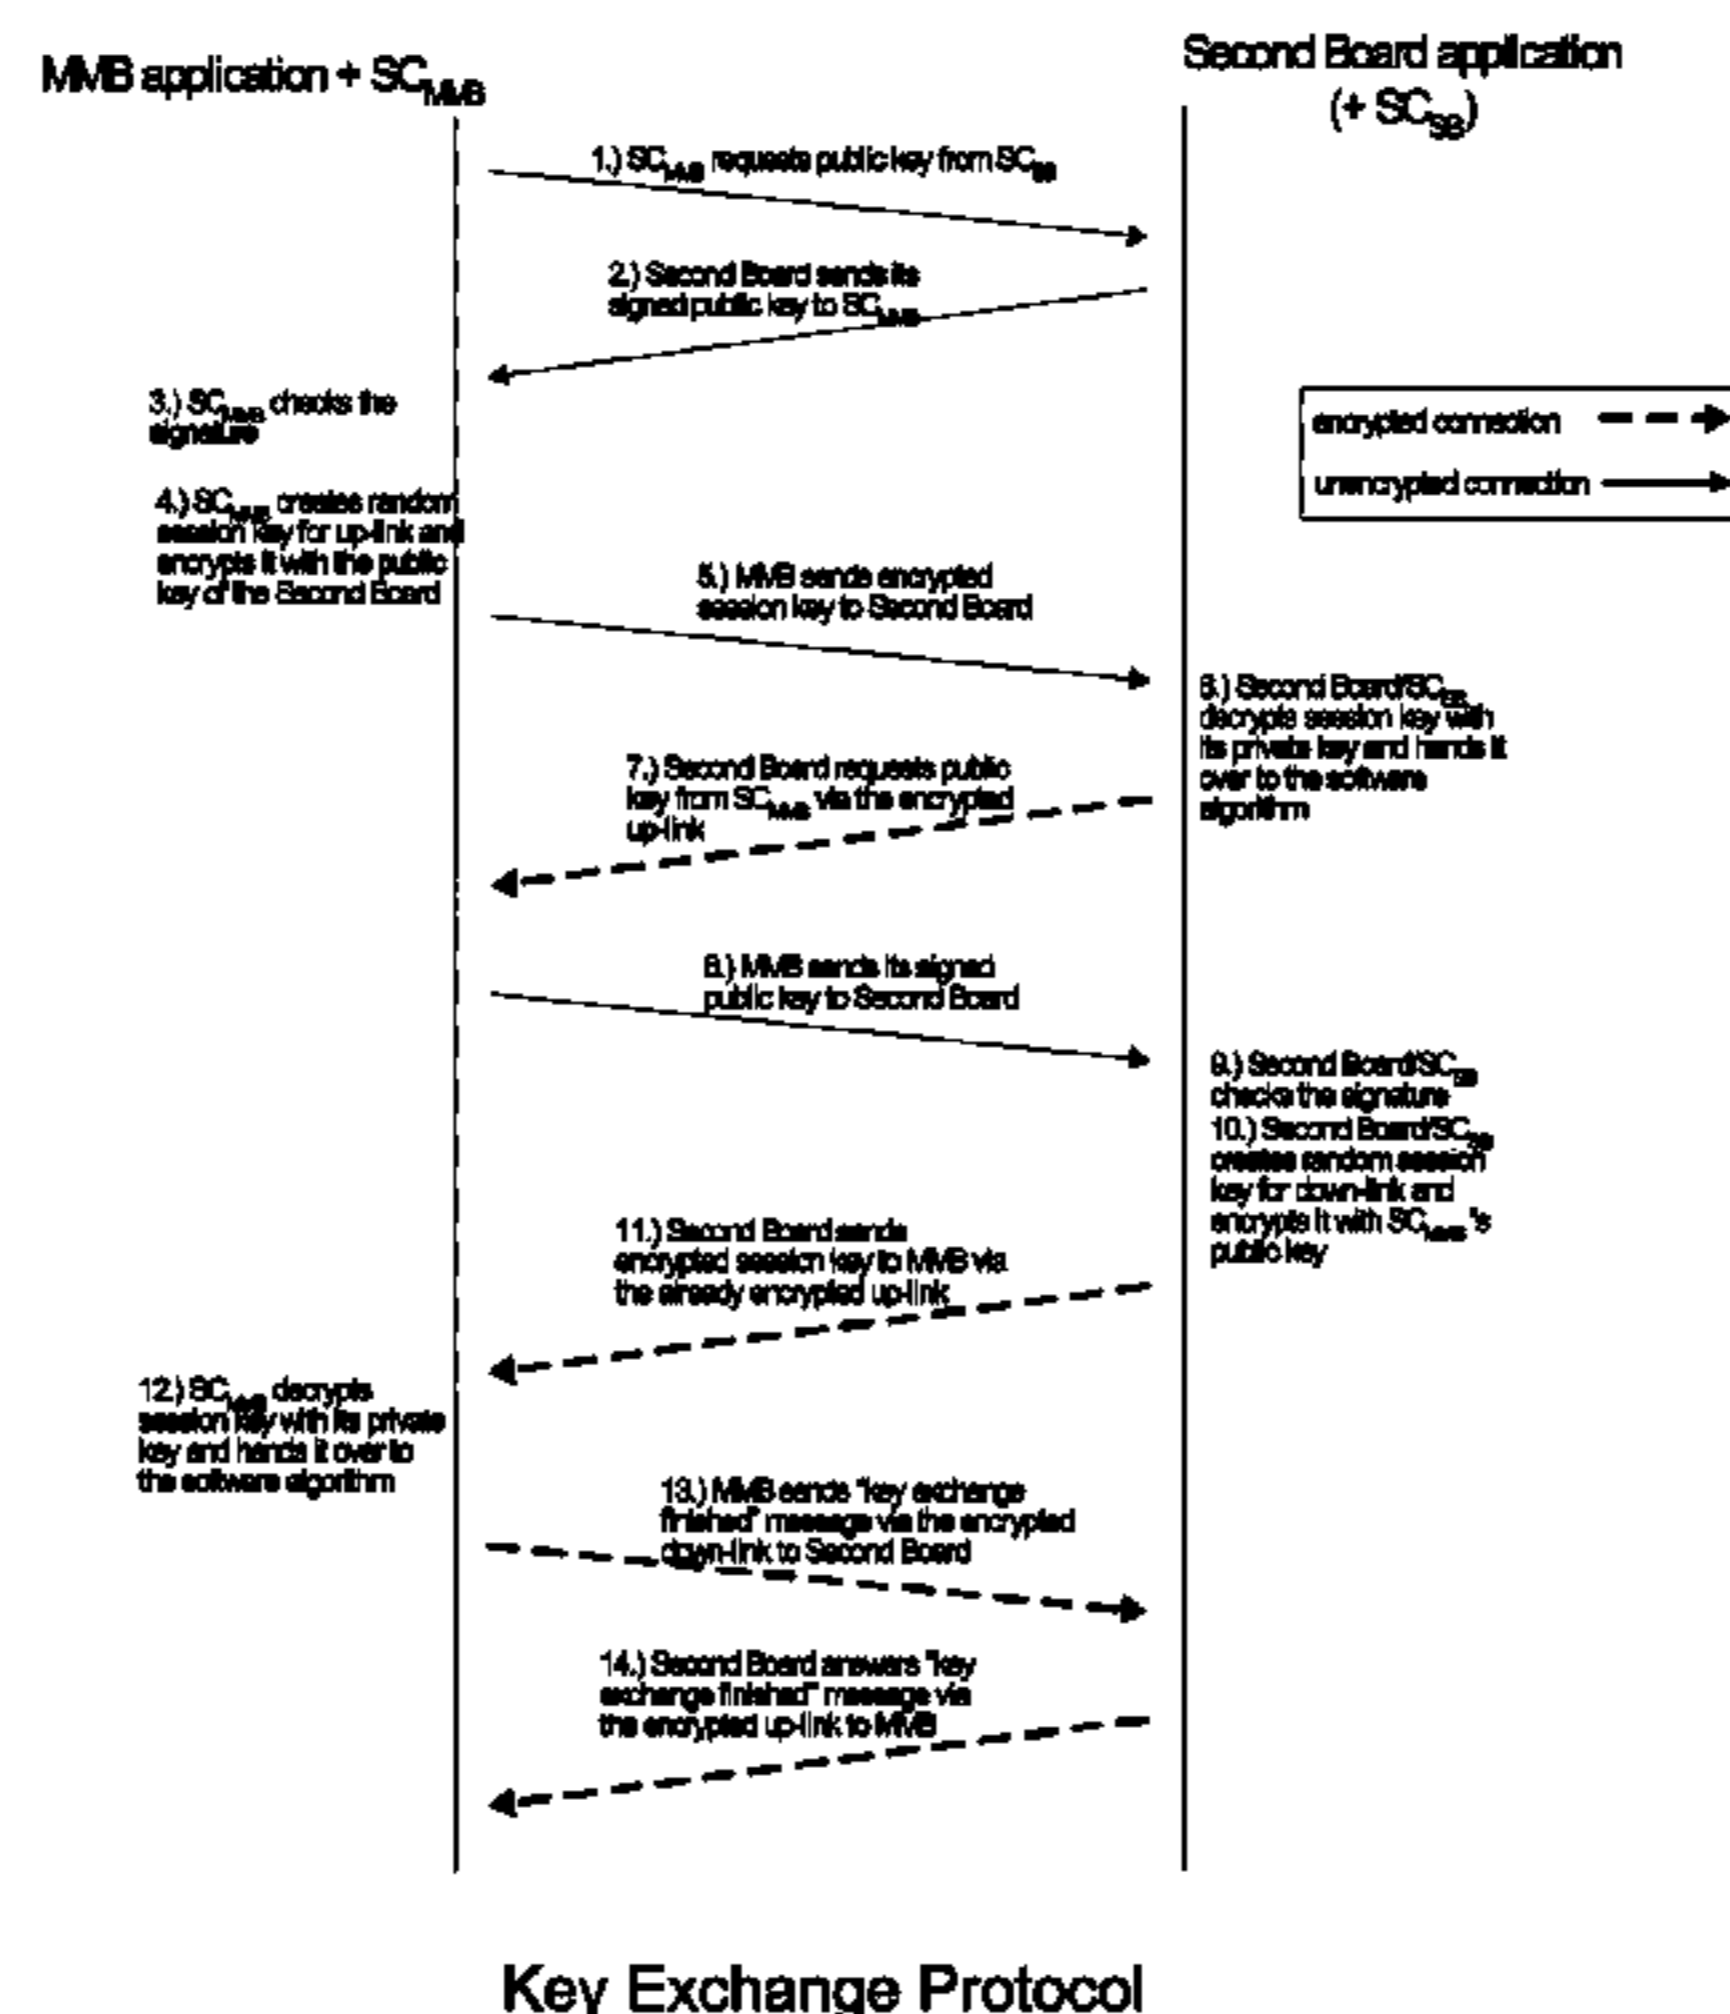 MMB application + SCMMB
Second Board application
(+ SCSB)
1.) SCMMB requests public key from SCSB
2.) Second Board sends its
signed public key to SCMMB
3.) SCMMB checks the
signature
encrypted connection
unencrypted connection
4.) SCMMB creates random
session key for up-link and
encrypts it with the public
key of the Second Board
5.) MMB sends encrypted
session key to Second Board
6.) Second Board/SCSB
decrypts session key with
its private key and hands it
over to the software
algorithm
7.) Second Board requests public
key from SCMMB via the encrypted
up-link
8.) MMB sends its signed
public key to Second Board
9.) Second Board/SCSB
checks the signature
10.) Second Board/SCSB
creates random session
key for down-link and
encrypts it with SCMMB's
public key
11.) Second Board sends
encrypted session key to MMB via
the already encrypted up-link
12.) SCMMB decrypts
session key with its private
key and hands it over to
the software algorithm
13.) MMB sends "key exchange
finished" message via the encrypted
down-link to Second Board
14.) Second Board answers "key
exchange finished" message via
the encrypted up-link to MMB
Key Exchange Protocol